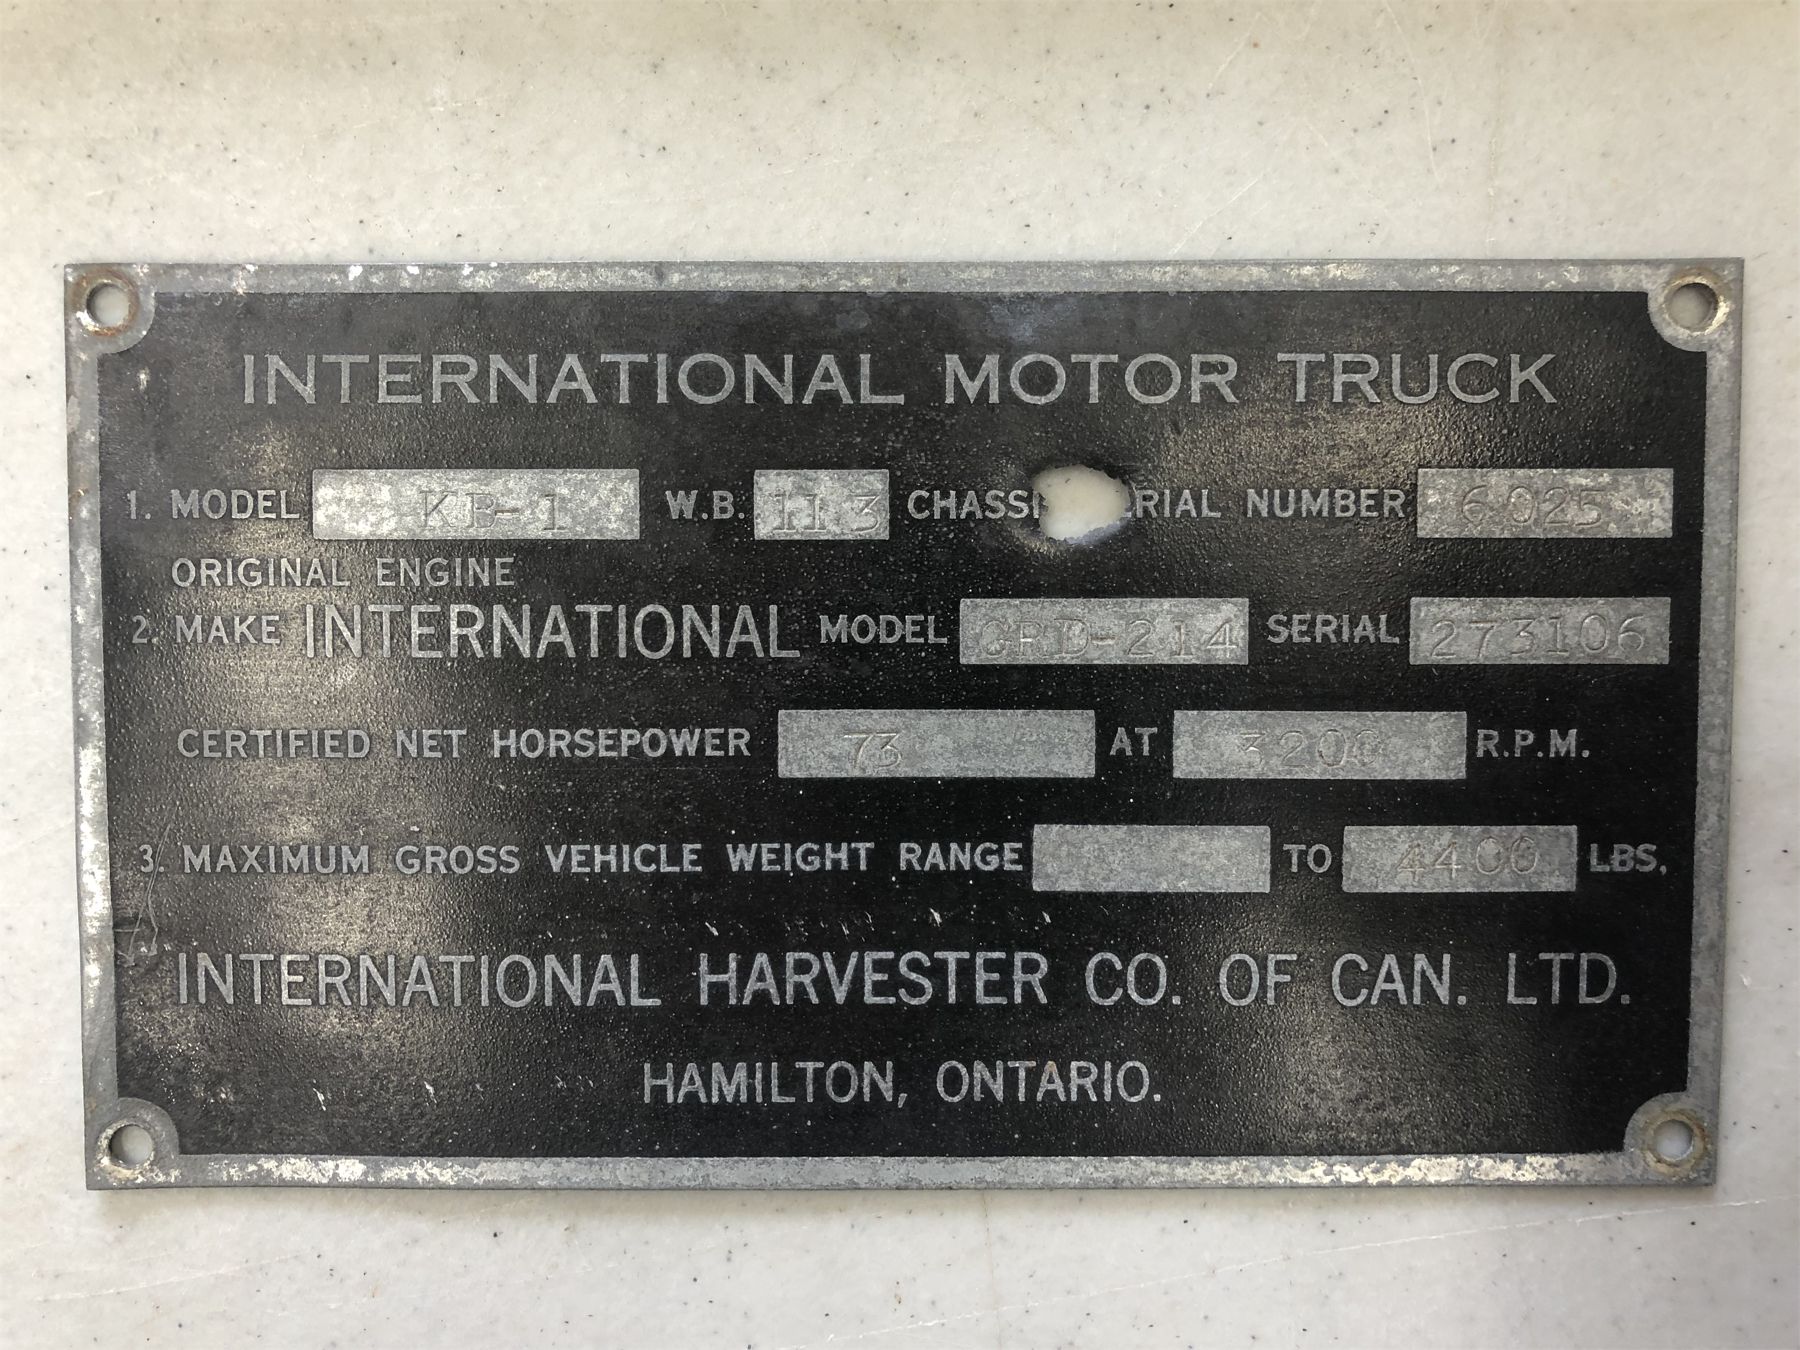 INTERNATIONAL MOTOR TRUCK
1. MODEL KB-1 W.B. 113 CHASSI ERIAL NUMBER 6025
ORIGINAL ENGINE
2. MAKE INTERNATIONAL MODEL GRD-214 SERIAL 273106
CERTIFIED NET HORSEPOWER 73 AT 3200 R.P.M.
3. MAXIMUM GROSS VEHICLE WEIGHT RANGE TO 4400 LBS.
INTERNATIONAL HARVESTER CO. OF CAN. LTD.
HAMILTON, ONTARIO.